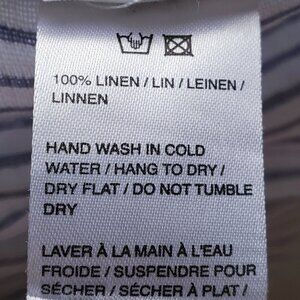 100% LINEN / LIN / LEINEN /
LINNEN
HAND WASH IN COLD
WATER / HANG TO DRY /
DRY FLAT / DO NOT TUMBLE
DRY
LAVER À LA MAIN À L'EAU
FROIDE / SUSPENDRE POUR
SÉCHER / SÉCHER À PLAT /